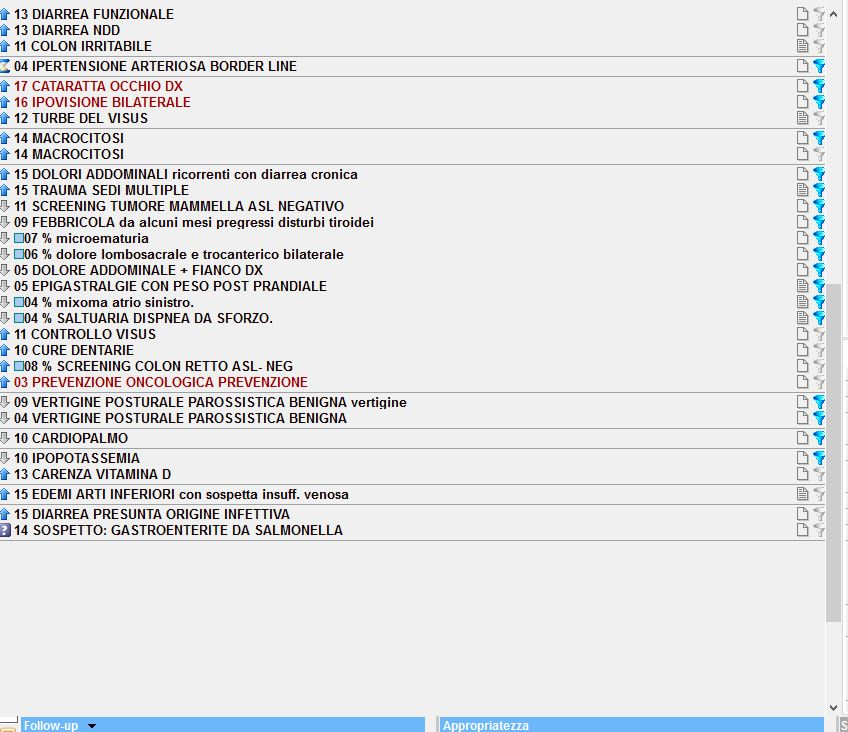 13 DIARREA FUNZIONALE
13 DIARREA NDD
11 COLON IRRITABILE
04 IPERTENSIONE ARTERIOSA BORDER LINE
17 CATARATTA OCCHIO DX
16 IPOVISIONE BILATERALE
12 TURBE DEL VISUS
14 MACROCITOSI
14 MACROCITOSI
15 DOLORI ADDOMINALI ricorrenti con diarrea cronica
15 TRAUMA SEDI MULTIPLE
11 SCREENING TUMORE MAMMELLA ASL NEGATIVO
09 FEBBRICOLA da alcuni mesi pregressi disturbi tiroidei
07 % microematuria
06 % dolore lombosacrale e trocanterico bilaterale
05 DOLORE ADDOMINALE + FIANCO DX
05 EPIGASTRALGIE CON PESO POST PRANDIALE
04 % mixoma atrio sinistro.
04 % SALTUARIA DISPNEA DA SFORZO.
11 CONTROLLO VISUS
10 CURE DENTARIE
08 % SCREENING COLON RETTO ASL- NEG
03 PREVENZIONE ONCOLOGICA PREVENZIONE
09 VERTIGINE POSTURALE PAROSSISTICA BENIGNA vertigine
04 VERTIGINE POSTURALE PAROSSISTICA BENIGNA
10 CARDIOPALMO
10 IPOPOTASSEMIA
13 CARENZA VITAMINA D
15 EDEMI ARTI INFERIORI con sospetta insuff. venosa
15 DIARREA PRESUNTA ORIGINE INFETTIVA
? 14 SOSPETTO: GASTROENTERITE DA SALMONELLA
Follow-up
Appropriatezza
S